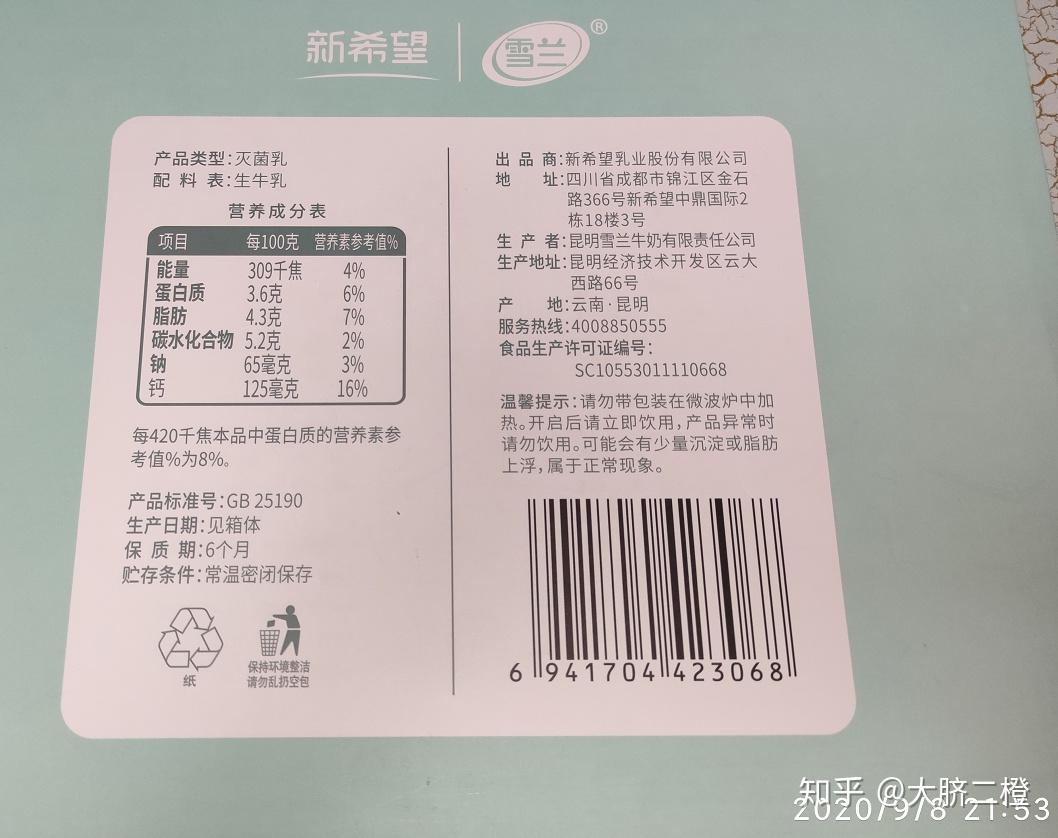 新希望 雪兰®
产品类型:灭菌乳
配料表:生牛乳
营养成分表
项目 每100克 营养素参考值%
能量 309千焦 4%
蛋白质 3.6克 6%
脂肪 4.3克 7%
碳水化合物 5.2克 2%
钠 65毫克 3%
钙 125毫克 16%
每420千焦本品中蛋白质的营养素参
考值%为8%。
产品标准号:GB 25190
生产日期:见箱体
保质期:6个月
贮存条件:常温密闭保存
纸
保持环境整洁
请勿乱扔空包
出品商:新希望乳业股份有限公司
地址:四川省成都市锦江区金石
路366号新希望中鼎国际2
栋18楼3号
生产者:昆明雪兰牛奶有限责任公司
生产地址:昆明经济技术开发区云大
西路66号
产地:云南·昆明
服务热线:4008850555
食品生产许可证编号:
SC10553011110668
温馨提示:请勿带包装在微波炉中加
热。开启后请立即饮用,产品异常时
请勿饮用。可能会有少量沉淀或脂肪
上浮,属于正常现象。
6 941704 423068
知乎 @大脐二橙
2020/9/8 21:53